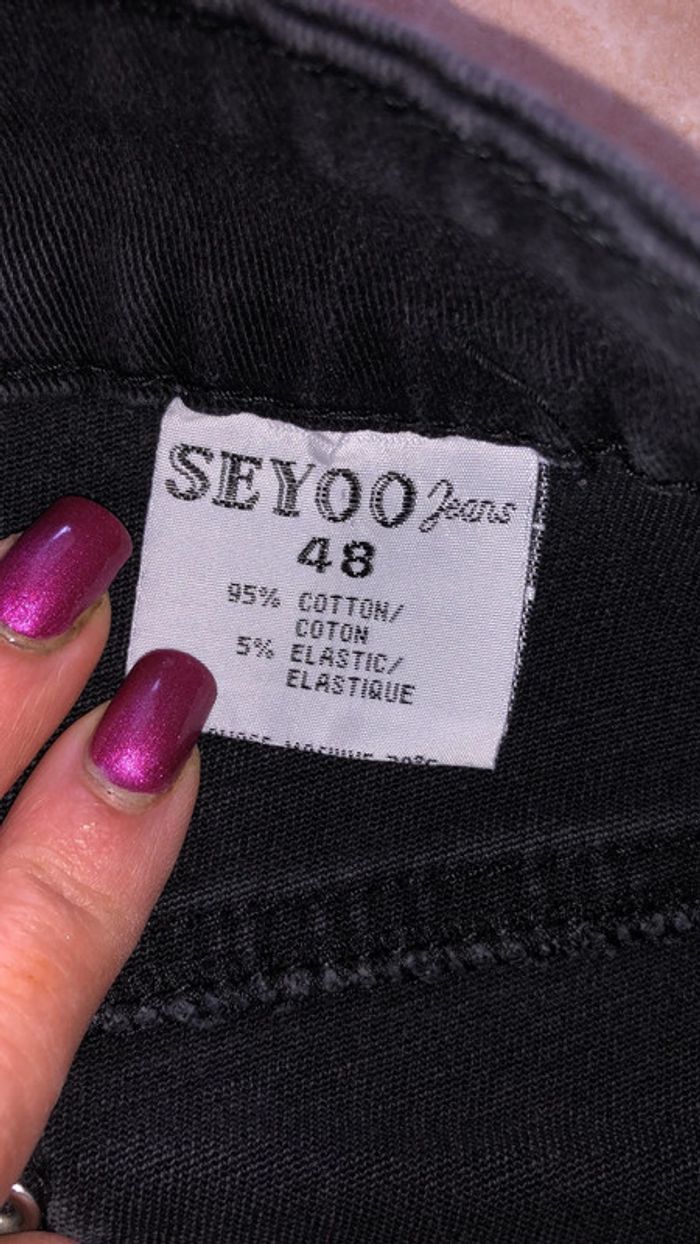 SEYOO Jeans
48
95% COTTON/
COTON
5% ELASTIC/
ELASTIQUE